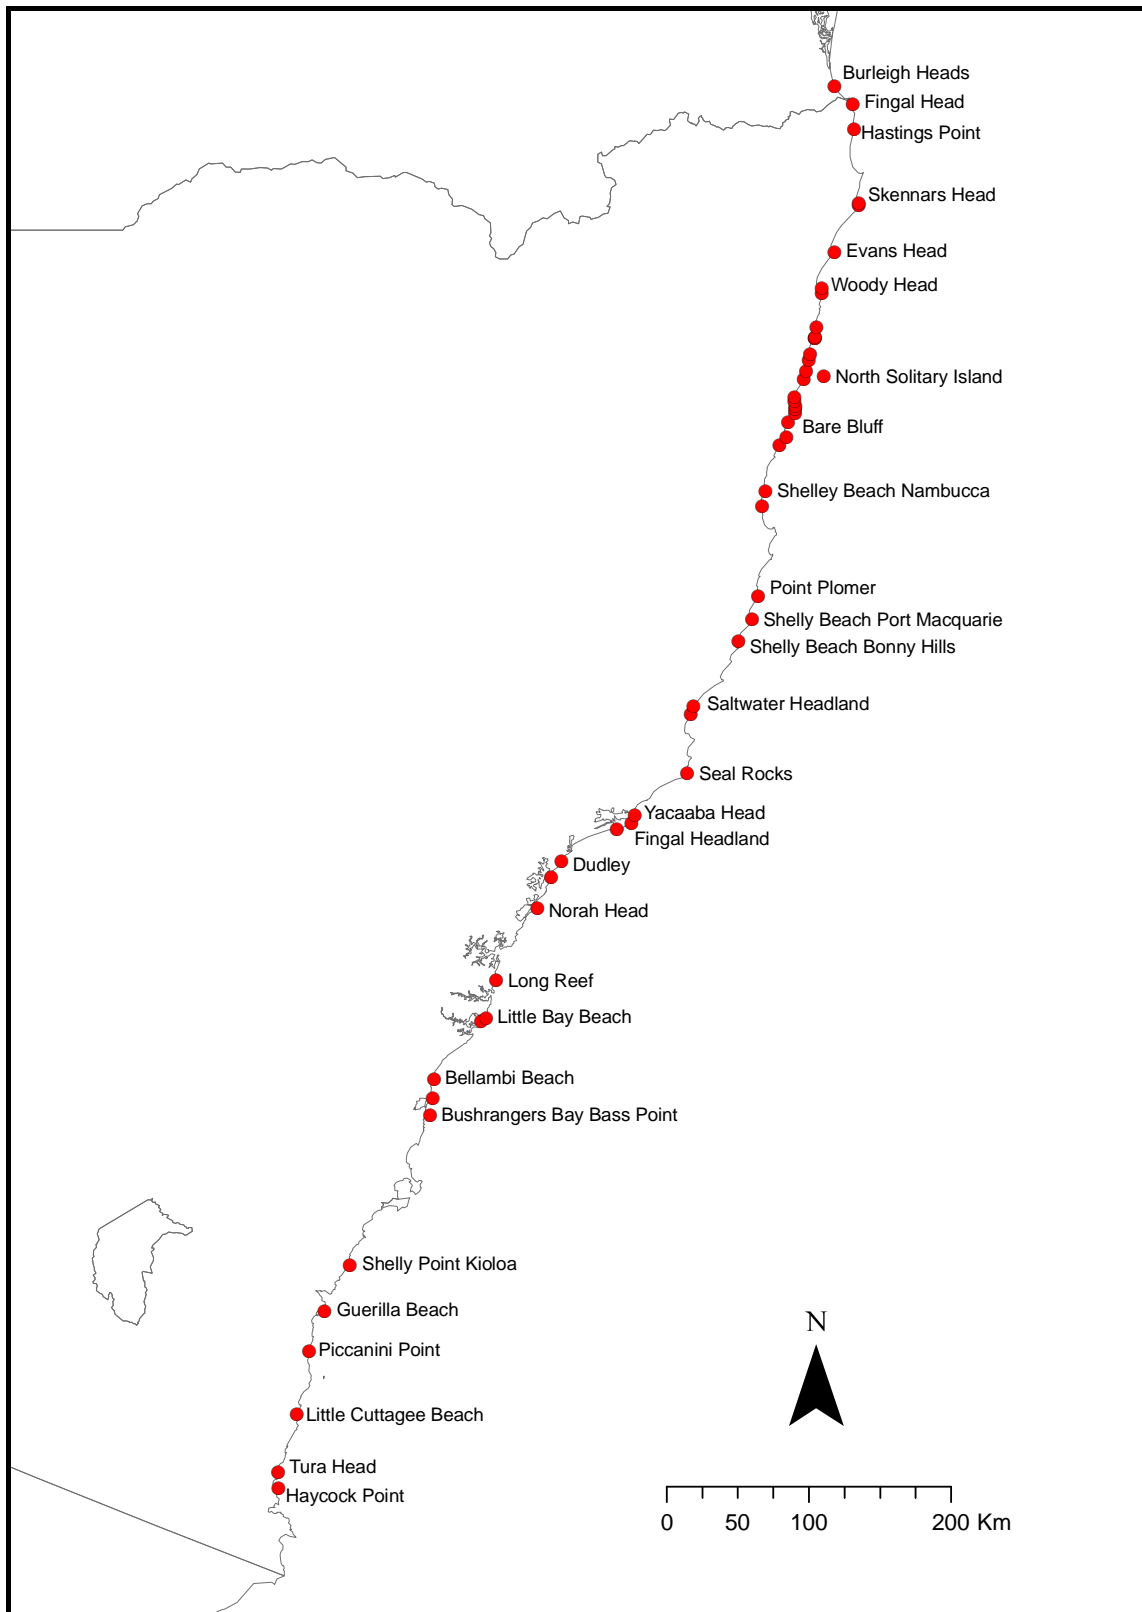 Burleigh Heads
Fingal Head
Hastings Point
Skennars Head
Evans Head
Woody Head
North Solitary Island
Bare Bluff
Shelley Beach Nambucca
Point Plomer
Shelly Beach Port Macquarie
Shelly Beach Bonny Hills
Saltwater Headland
Seal Rocks
Yacaaba Head
Fingal Headland
Dudley
Norah Head
Long Reef
Little Bay Beach
Bellambi Beach
Bushrangers Bay Bass Point
Shelly Point Kioloa
Guerilla Beach
Piccanini Point
Little Cuttagee Beach
Tura Head
Haycock Point
N
0 50 100 200 Km